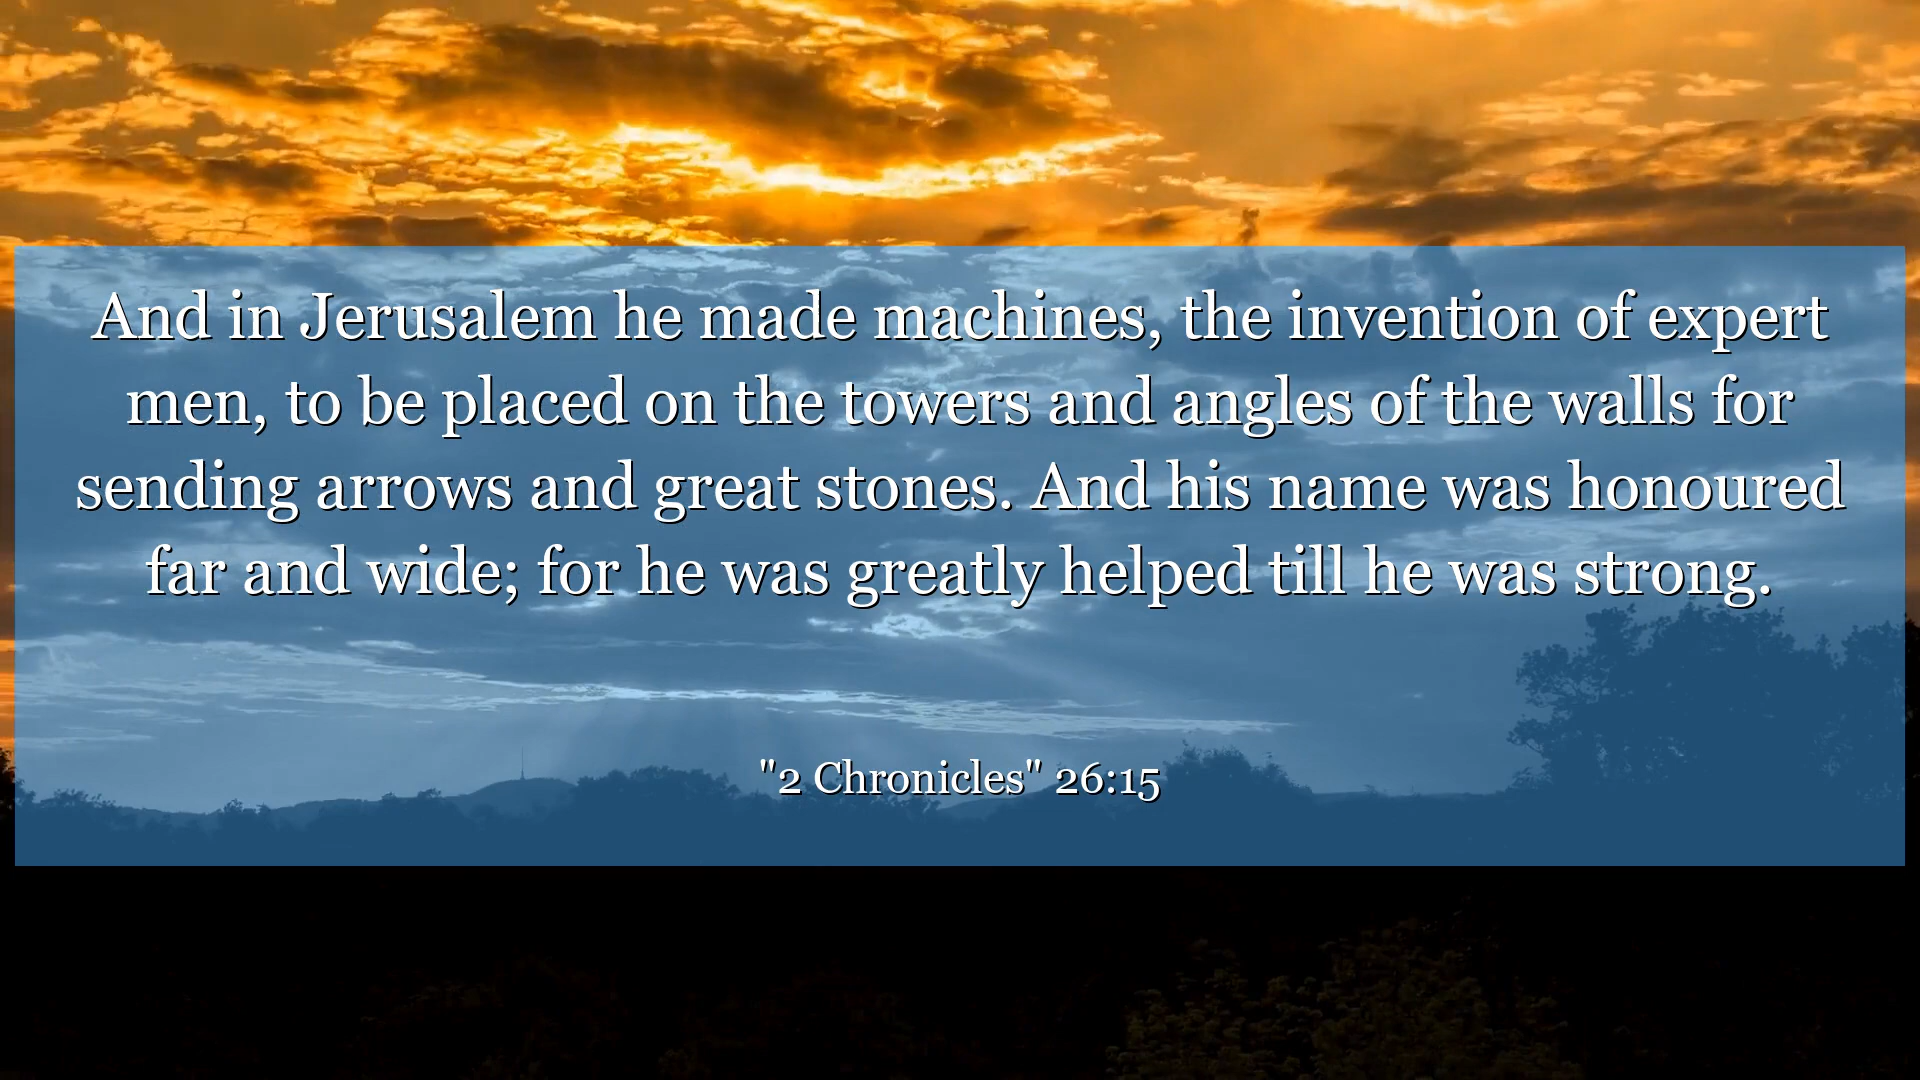 And in Jerusalem he made machines, the invention of expert
men, to be placed on the towers and angles of the walls for
sending arrows and great stones. And his name was honoured
far and wide; for he was greatly helped till he was strong.
"2 Chronicles" 26:15